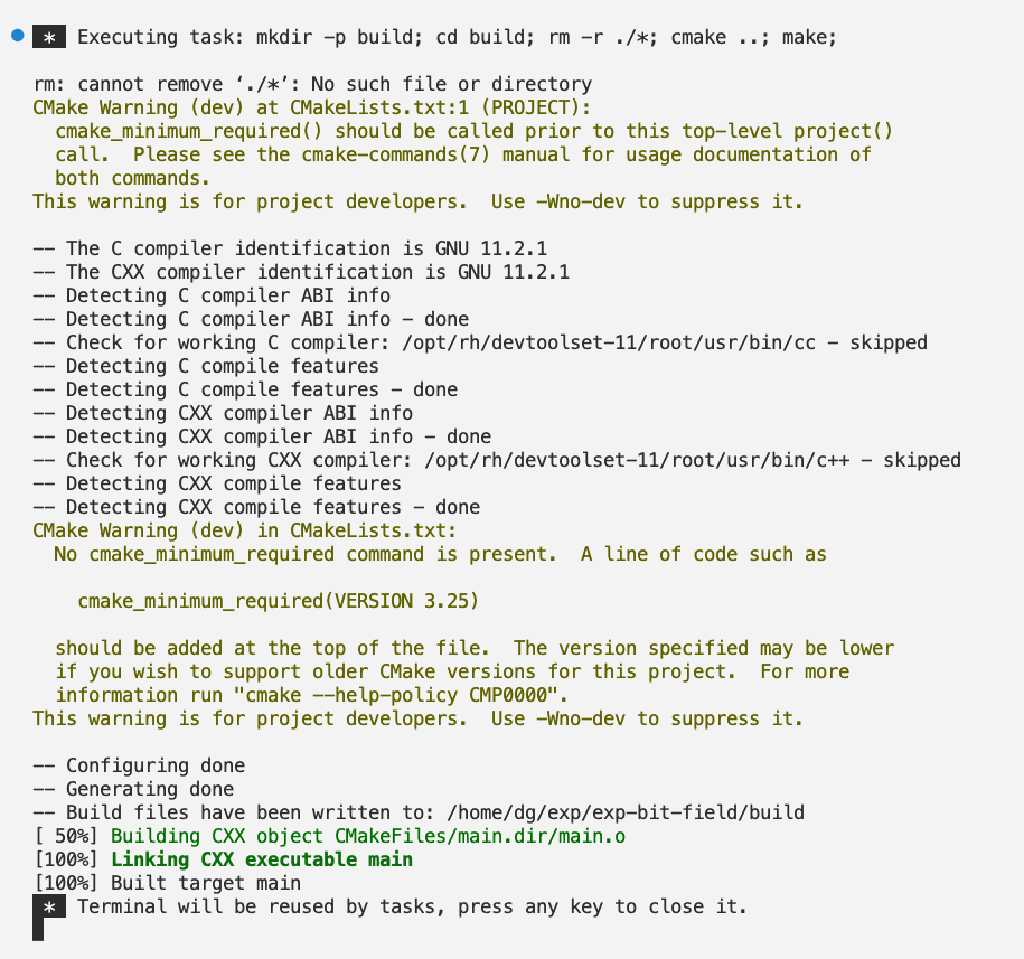 * Executing task: mkdir -p build; cd build; rm -r ./*; cmake ..; make;
rm: cannot remove ‘./*’: No such file or directory
CMake Warning (dev) at CMakeLists.txt:1 (PROJECT):
  cmake_minimum_required() should be called prior to this top-level project()
  call.  Please see the cmake-commands(7) manual for usage documentation of
  both commands.
This warning is for project developers.  Use -Wno-dev to suppress it.
-- The C compiler identification is GNU 11.2.1
-- The CXX compiler identification is GNU 11.2.1
-- Detecting C compiler ABI info
-- Detecting C compiler ABI info - done
-- Check for working C compiler: /opt/rh/devtoolset-11/root/usr/bin/cc - skipped
-- Detecting C compile features
-- Detecting C compile features - done
-- Detecting CXX compiler ABI info
-- Detecting CXX compiler ABI info - done
-- Check for working CXX compiler: /opt/rh/devtoolset-11/root/usr/bin/c++ - skipped
-- Detecting CXX compile features
-- Detecting CXX compile features - done
CMake Warning (dev) in CMakeLists.txt:
  No cmake_minimum_required command is present.  A line of code such as
    cmake_minimum_required(VERSION 3.25)
  should be added at the top of the file.  The version specified may be lower
  if you wish to support older CMake versions for this project.  For more
  information run "cmake --help-policy CMP0000".
This warning is for project developers.  Use -Wno-dev to suppress it.
-- Configuring done
-- Generating done
-- Build files have been written to: /home/dg/exp/exp-bit-field/build
[ 50%] Building CXX object CMakeFiles/main.dir/main.o
[100%] Linking CXX executable main
[100%] Built target main
* Terminal will be reused by tasks, press any key to close it.